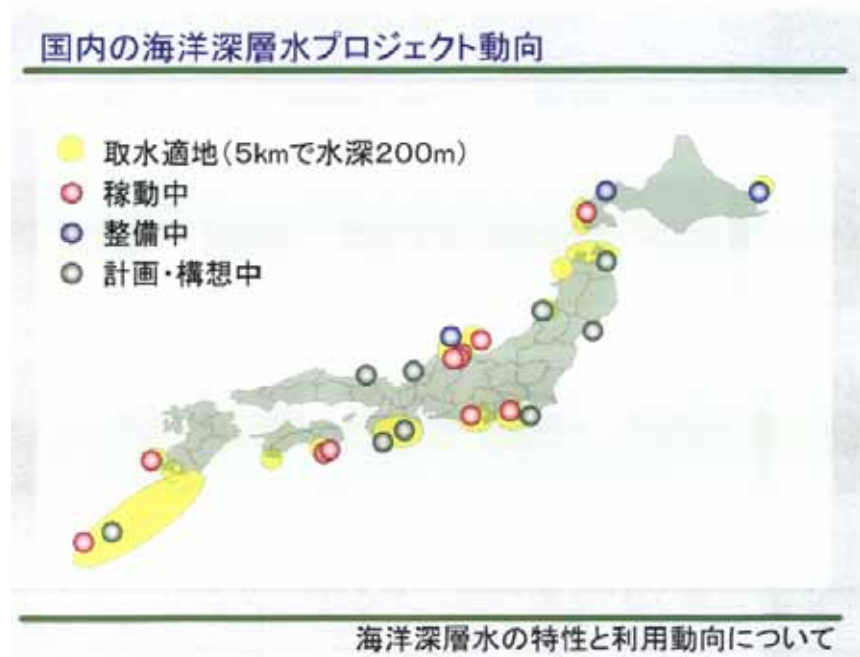 国内の海洋深層水プロジェクト動向
取水適地(5kmで水深200m)
稼動中
整備中
計画・構想中
海洋深層水の特性と利用動向について